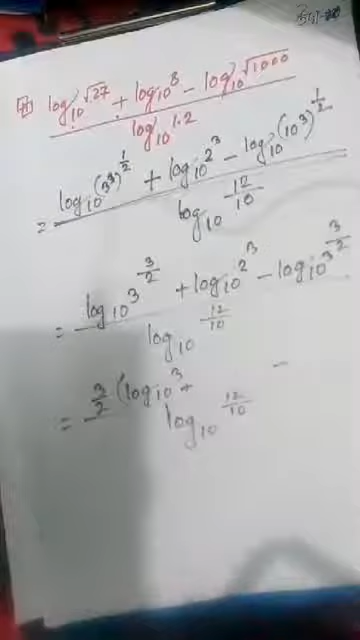 log₁₀√27 + log₁₀8 - log₁₀√1000
log₁₀1.2
= log₁₀(3³)^½ + log₁₀2³ - log₁₀(10³)^½
log₁₀ 12/10
= log₁₀3^3/2 + log₁₀2³ - log₁₀10^3/2
log₁₀ 12/10
= 3/2 (log₁₀3 + -
log₁₀ 12/10